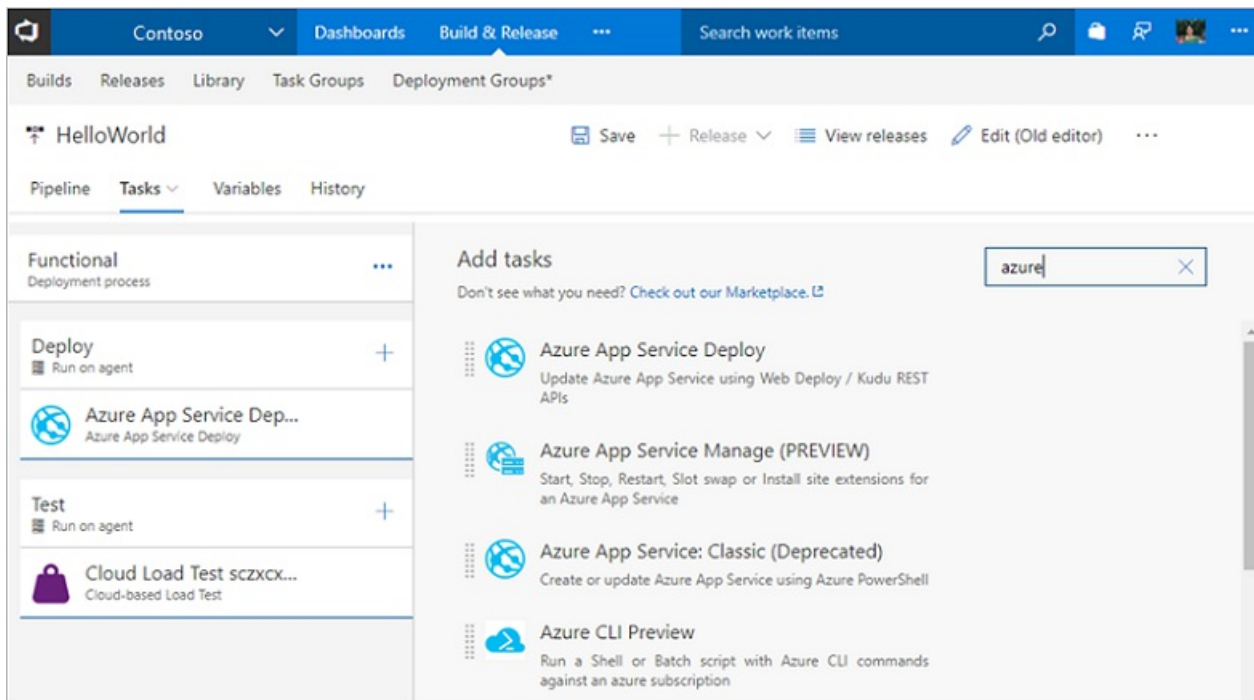 Contoso Dashboards Build & Release ... Search work items ...
Builds Releases Library Task Groups Deployment Groups*
HelloWorld Save + Release View releases Edit (Old editor) ...
Pipeline Tasks Variables History
Functional ...
Deployment process
Deploy +
Run on agent
Azure App Service Dep...
Azure App Service Deploy
Test +
Run on agent
Cloud Load Test sczxcx...
Cloud-based Load Test
Add tasks
azure
Don't see what you need? Check out our Marketplace.
Azure App Service Deploy
Update Azure App Service using Web Deploy / Kudu REST
APIs
Azure App Service Manage (PREVIEW)
Start, Stop, Restart, Slot swap or Install site extensions for
an Azure App Service
Azure App Service: Classic (Deprecated)
Create or update Azure App Service using Azure PowerShell
Azure CLI Preview
Run a Shell or Batch script with Azure CLI commands
against an azure subscription